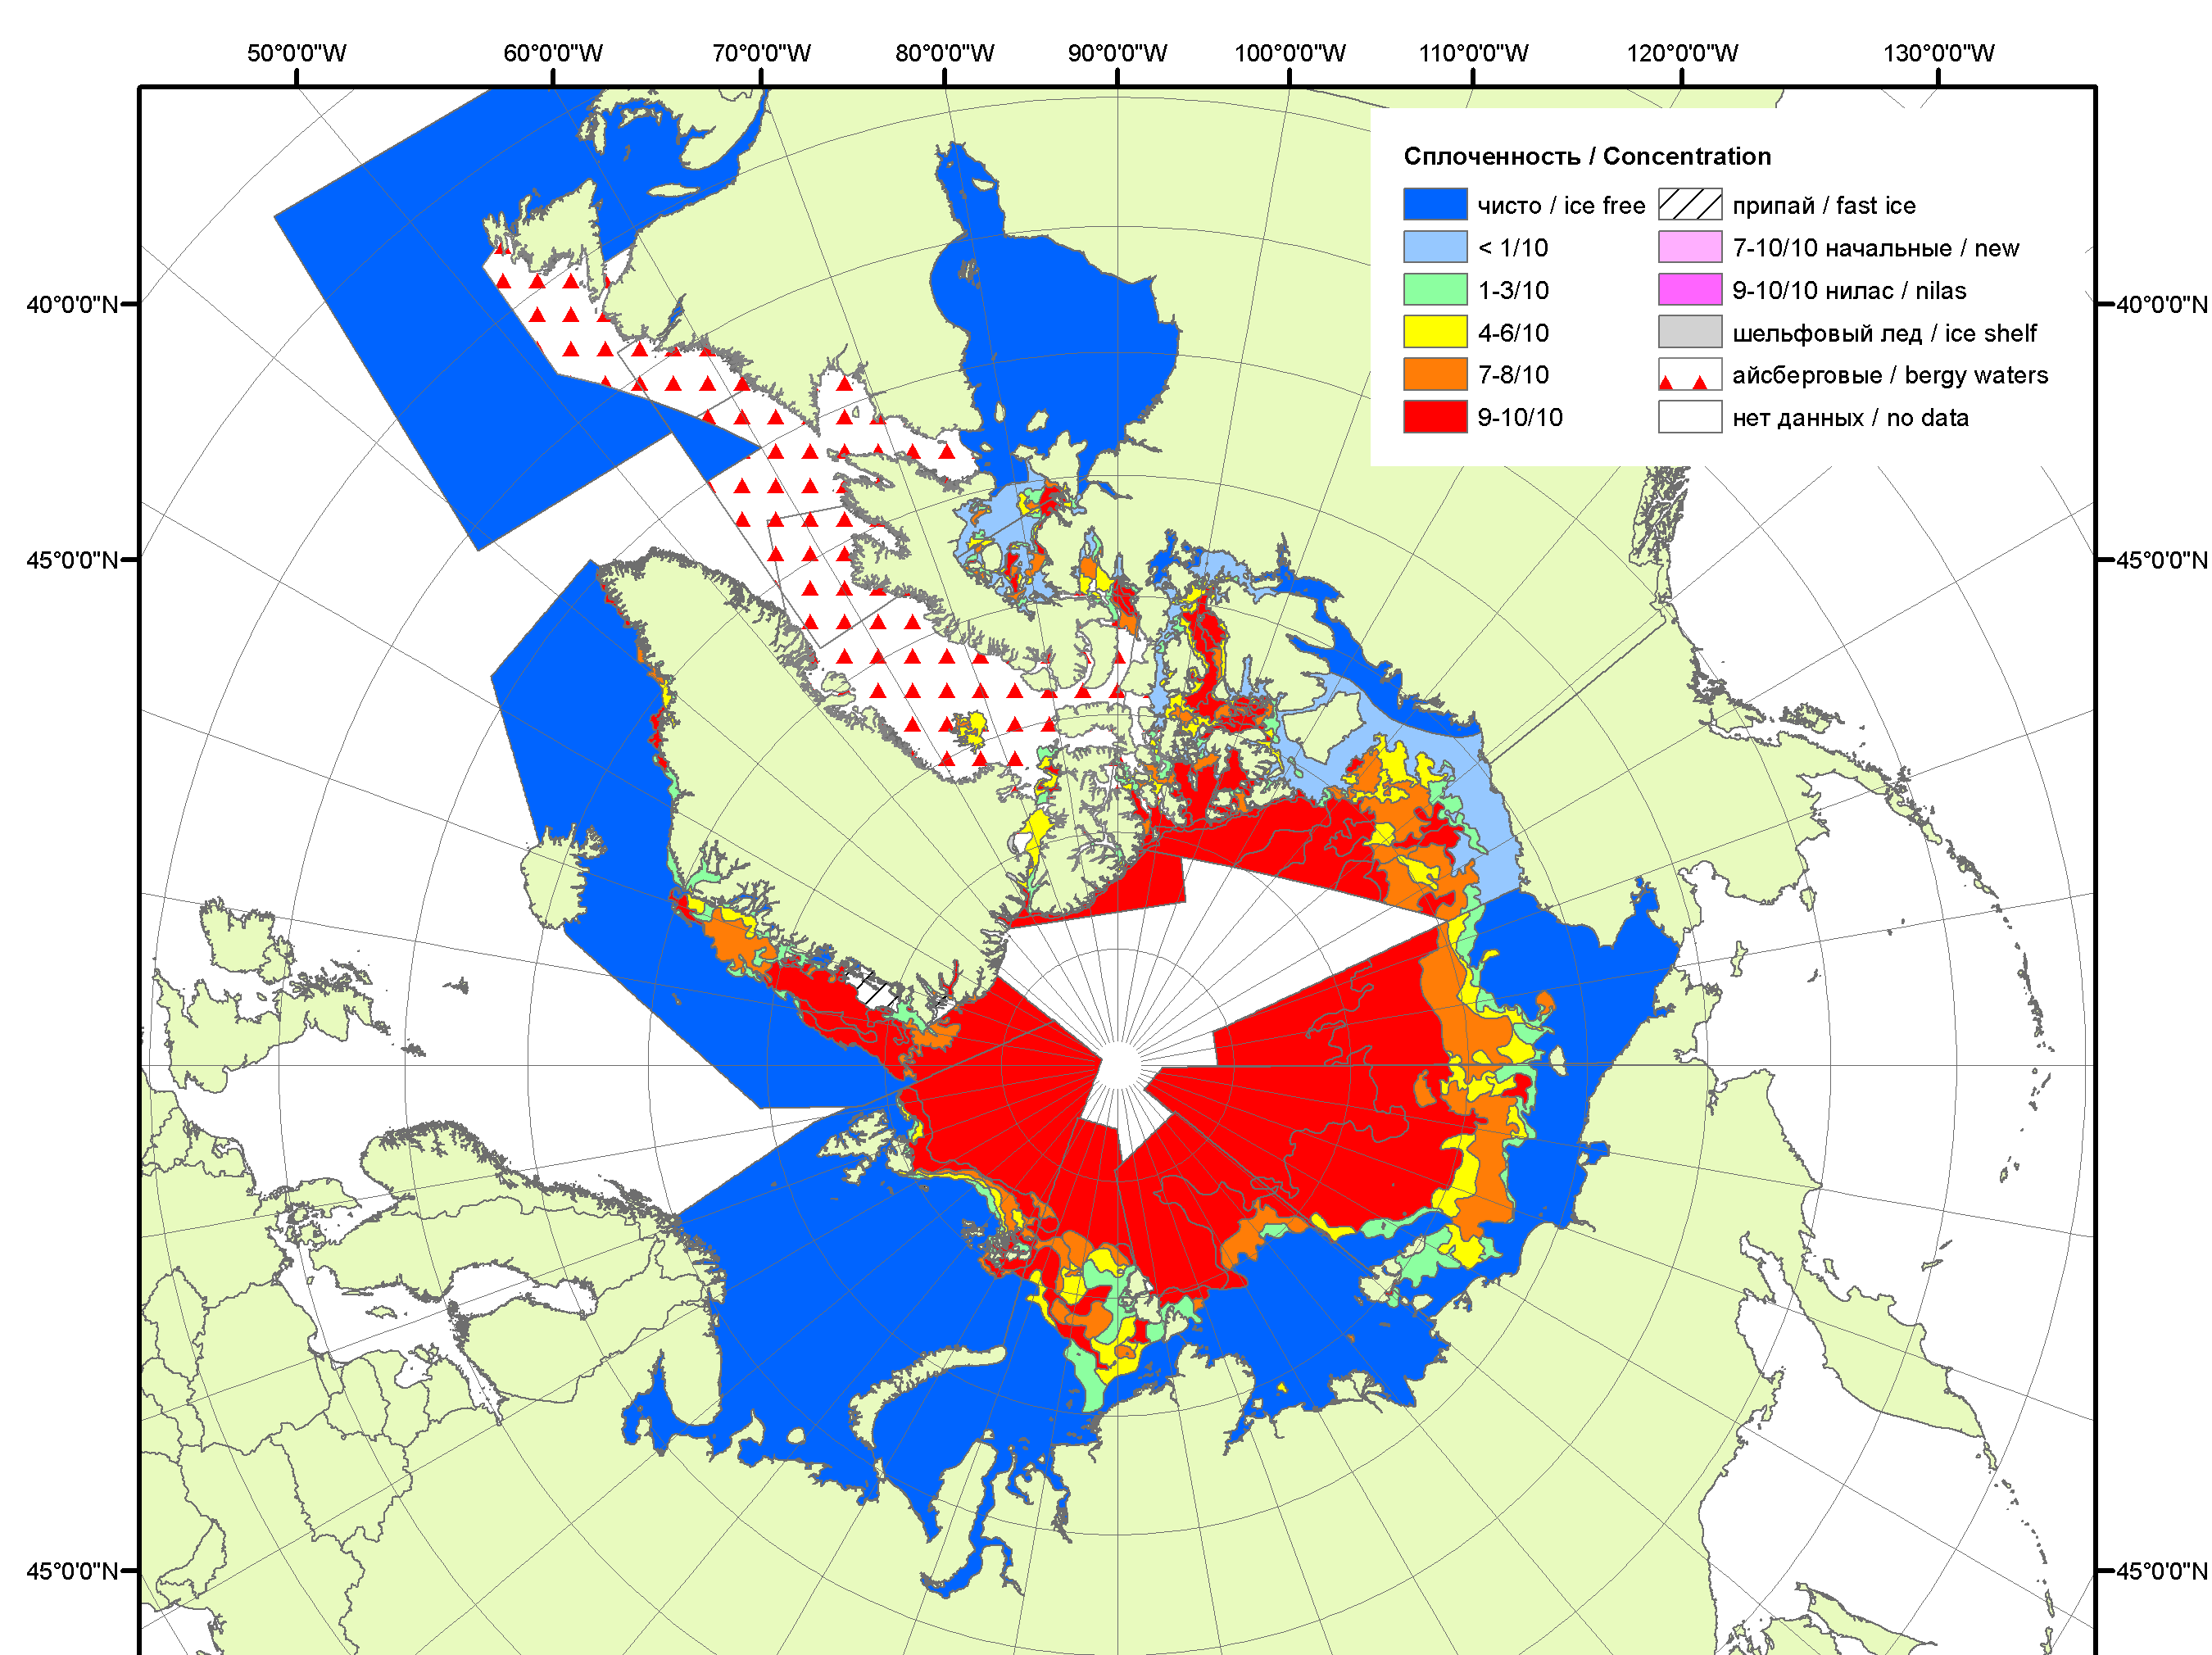 50°0'0"W 60°0'0"W 70°0'0"W 80°0'0"W 90°0'0"W 100°0'0"W 110°0'0"W 120°0'0"W 130°0'0"W
Сплоченность / Concentration
чисто / ice free припай / fast ice
< 1/10 7-10/10 начальные / new
1-3/10 9-10/10 нилас / nilas
4-6/10 шельфовый лед / ice shelf
7-8/10 айсберговые / bergy waters
9-10/10 нет данных / no data
40°0'0"N 40°0'0"N
45°0'0"N 45°0'0"N
45°0'0"N 45°0'0"N